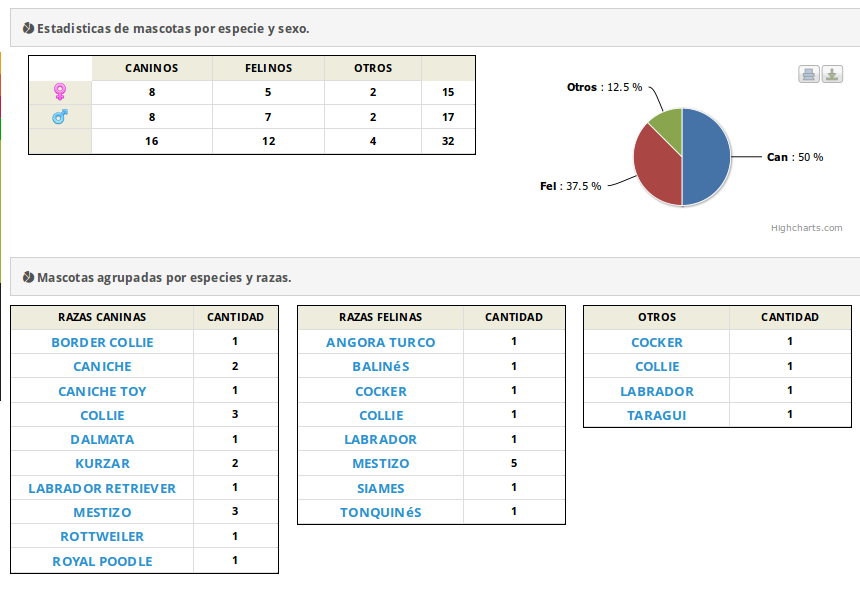 Estadisticas de mascotas por especie y sexo.
CANINOS FELINOS OTROS
8 5 2 15
8 7 2 17
16 12 4 32
Otros : 12.5 %
Can : 50 %
Fel : 37.5 %
Highcharts.com
Mascotas agrupadas por especies y razas.
RAZAS CANINAS CANTIDAD
BORDER COLLIE 1
CANICHE 2
CANICHE TOY 1
COLLIE 3
DALMATA 1
KURZAR 2
LABRADOR RETRIEVER 1
MESTIZO 3
ROTTWEILER 1
ROYAL POODLE 1
RAZAS FELINAS CANTIDAD
ANGORA TURCO 1
BALINéS 1
COCKER 1
COLLIE 1
LABRADOR 1
MESTIZO 5
SIAMES 1
TONQUINéS 1
OTROS CANTIDAD
COCKER 1
COLLIE 1
LABRADOR 1
TARAGUI 1